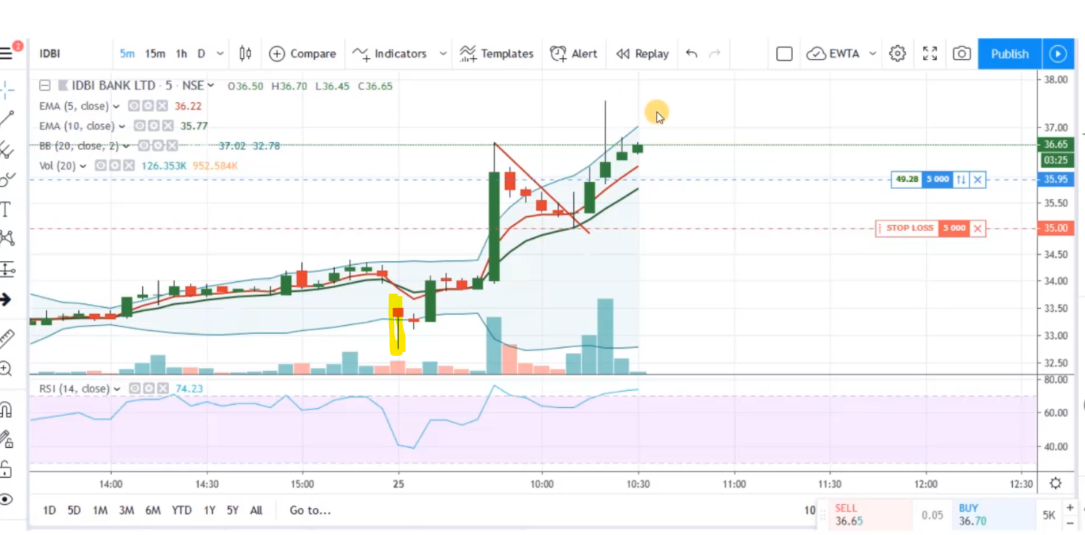 2
IDBI 5m 15m 1h D Compare Indicators Templates Alert Replay EWTA Publish
IDBI BANK LTD · 5 · NSE O36.50 H36.70 L36.45 C36.65
EMA (5, close) 36.22
EMA (10, close) 35.77
BB (20, close, 2) 37.02 32.78
Vol (20) 126.353K 952.584K
38.00
37.00
36.65
03:25
49.28 5 000 35.95
35.50
STOP LOSS 5 000 35.00
34.50
34.00
33.50
33.00
32.50
RSI (14, close) 74.23
80.00
60.00
40.00
14:00 14:30 15:00 25 10:00 10:30 11:00 11:30 12:00 12:30
1D 5D 1M 3M 6M YTD 1Y 5Y All Go to... 10
SELL
36.65
0.05
BUY
36.70
5K